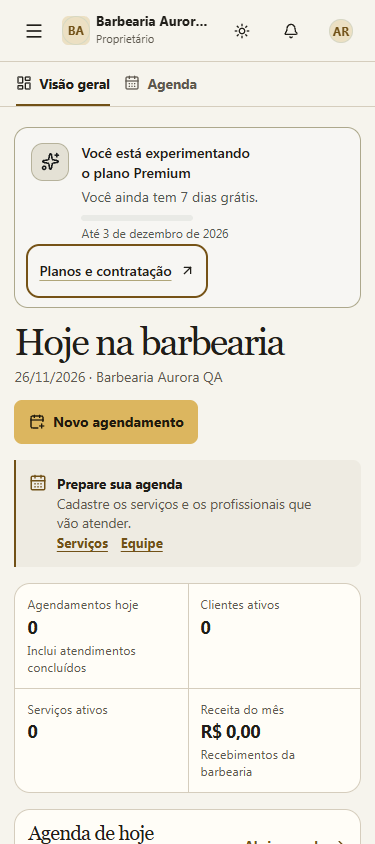 BA
Barbearia Auror...
Proprietário
AR
Visão geral
Agenda
Você está experimentando
o plano Premium
Você ainda tem 7 dias grátis.
Até 3 de dezembro de 2026
Planos e contratação
Hoje na barbearia
26/11/2026 · Barbearia Aurora QA
Novo agendamento
Prepare sua agenda
Cadastre os serviços e os profissionais que
vão atender.
Serviços Equipe
Agendamentos hoje
0
Inclui atendimentos
concluídos
Clientes ativos
0
Serviços ativos
0
Receita do mês
R$ 0,00
Recebimentos da
barbearia
Agenda de hoje